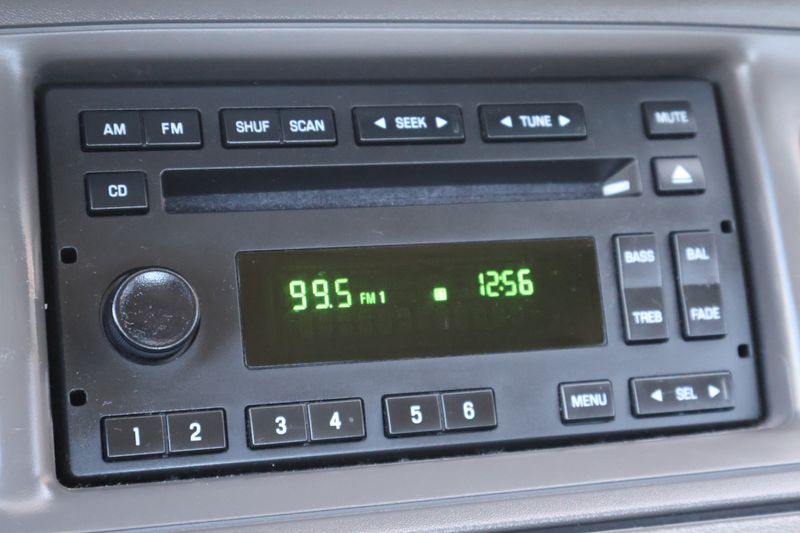 AM FM SHUF SCAN ◄ SEEK ► ◄ TUNE ► MUTE
CD
BASS BAL
99.5 FM1 12:56
TREB FADE
1 2 3 4 5 6 MENU ◄ SEL ►